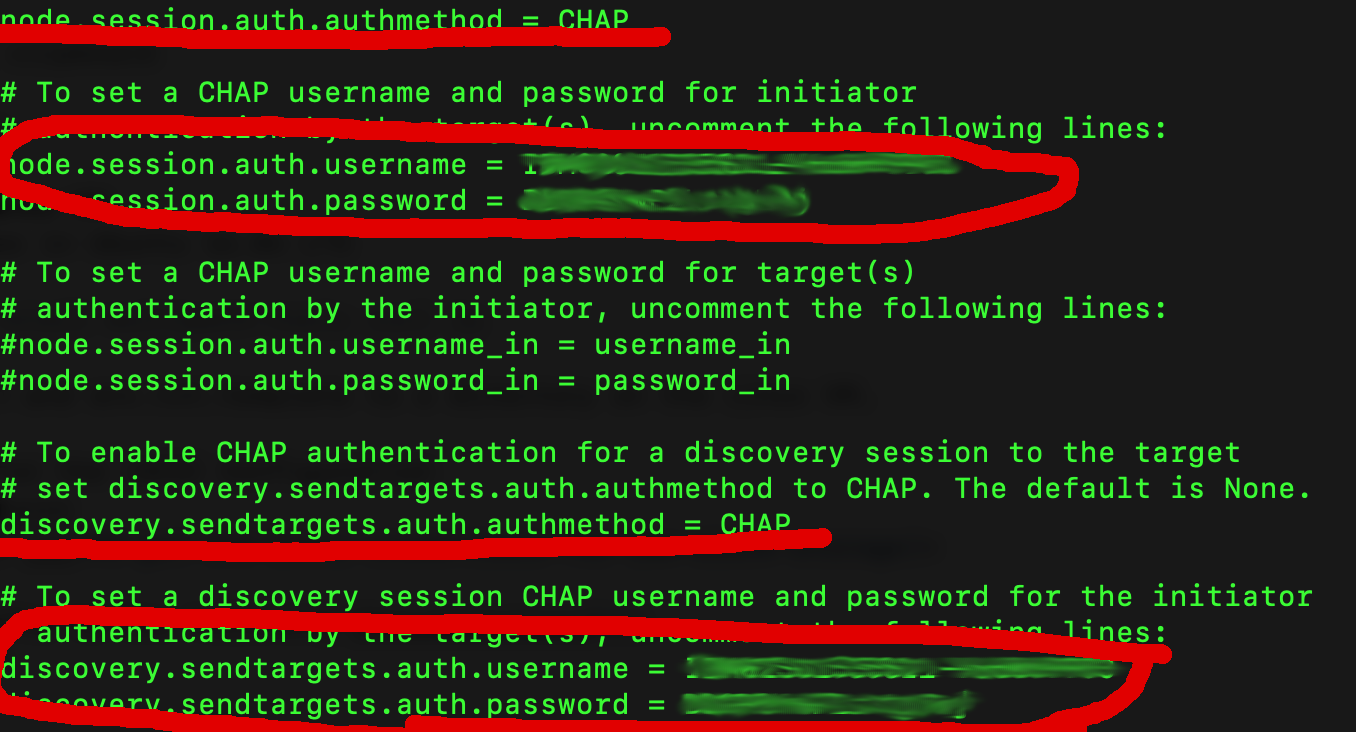 node.session.auth.authmethod = CHAP
# To set a CHAP username and password for initiator
# authentication by the target(s), uncomment the following lines:
node.session.auth.username =
node.session.auth.password =
# To set a CHAP username and password for target(s)
# authentication by the initiator, uncomment the following lines:
#node.session.auth.username_in = username_in
#node.session.auth.password_in = password_in
# To enable CHAP authentication for a discovery session to the target
# set discovery.sendtargets.auth.authmethod to CHAP. The default is None.
discovery.sendtargets.auth.authmethod = CHAP
# To set a discovery session CHAP username and password for the initiator
authentication by the target(s), uncomment the following lines:
discovery.sendtargets.auth.username =
discovery.sendtargets.auth.password =